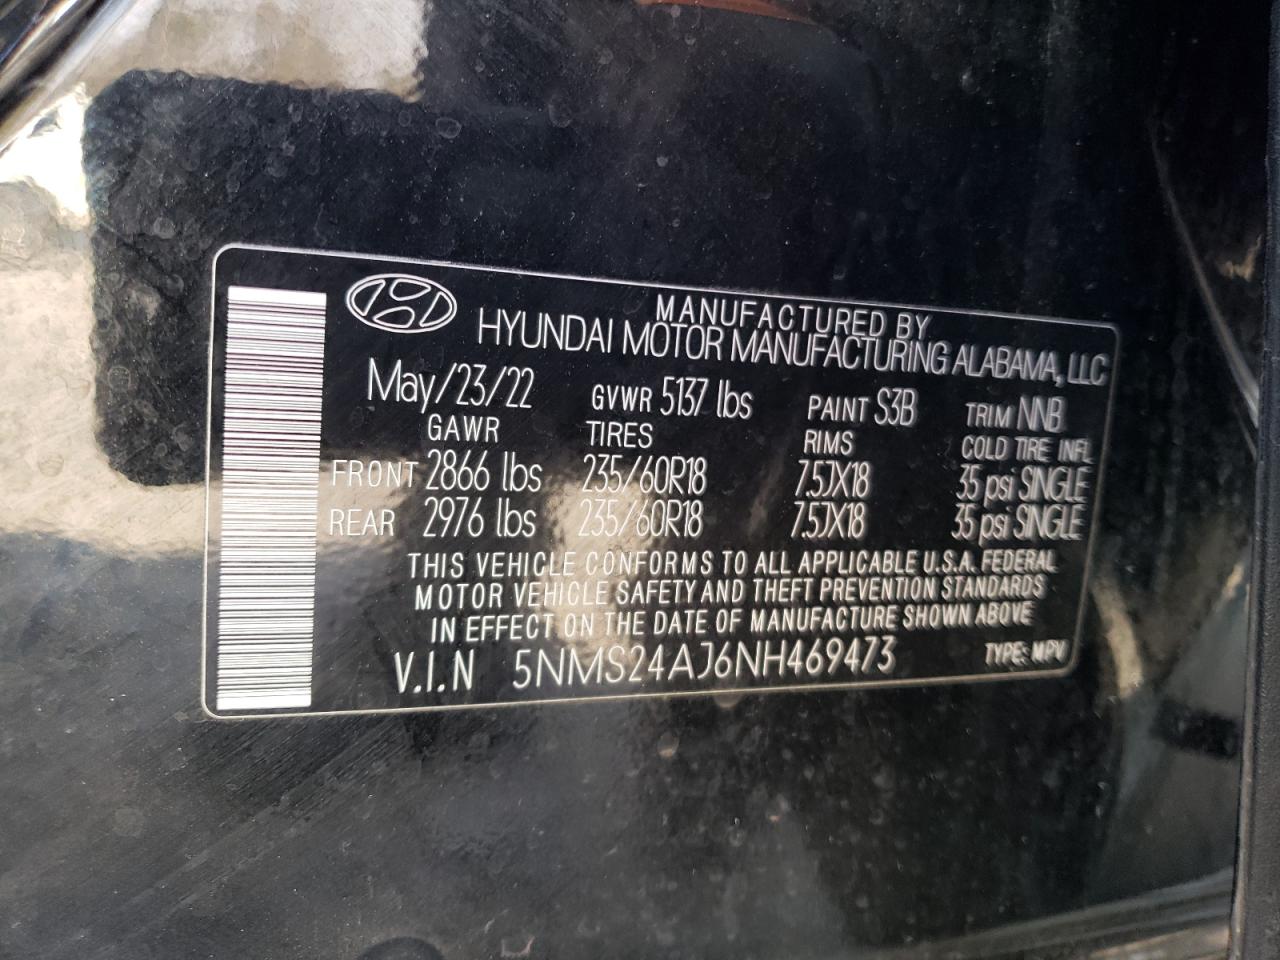 MANUFACTURED BY
HYUNDAI MOTOR MANUFACTURING ALABAMA, LLC
May/23/22 GVWR 5137 lbs PAINT S3B TRIM NNB
GAWR TIRES RIMS COLD TIRE INFL
FRONT 2866 lbs 235/60R18 7.5JX18 35 psi SINGLE
REAR 2976 lbs 235/60R18 7.5JX18 35 psi SINGLE
THIS VEHICLE CONFORMS TO ALL APPLICABLE U.S.A. FEDERAL
MOTOR VEHICLE SAFETY AND THEFT PREVENTION STANDARDS
IN EFFECT ON THE DATE OF MANUFACTURE SHOWN ABOVE
V.I.N 5NMS24AJ6NH469473 TYPE: MPV